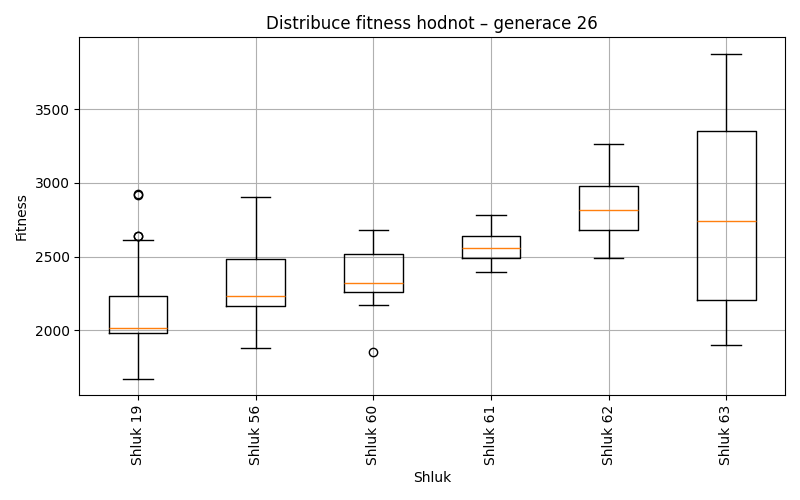 Distribuce fitness hodnot – generace 26
Fitness
3500
3000
2500
2000
Shluk 19
Shluk 56
Shluk 60
Shluk 61
Shluk 62
Shluk 63
Shluk